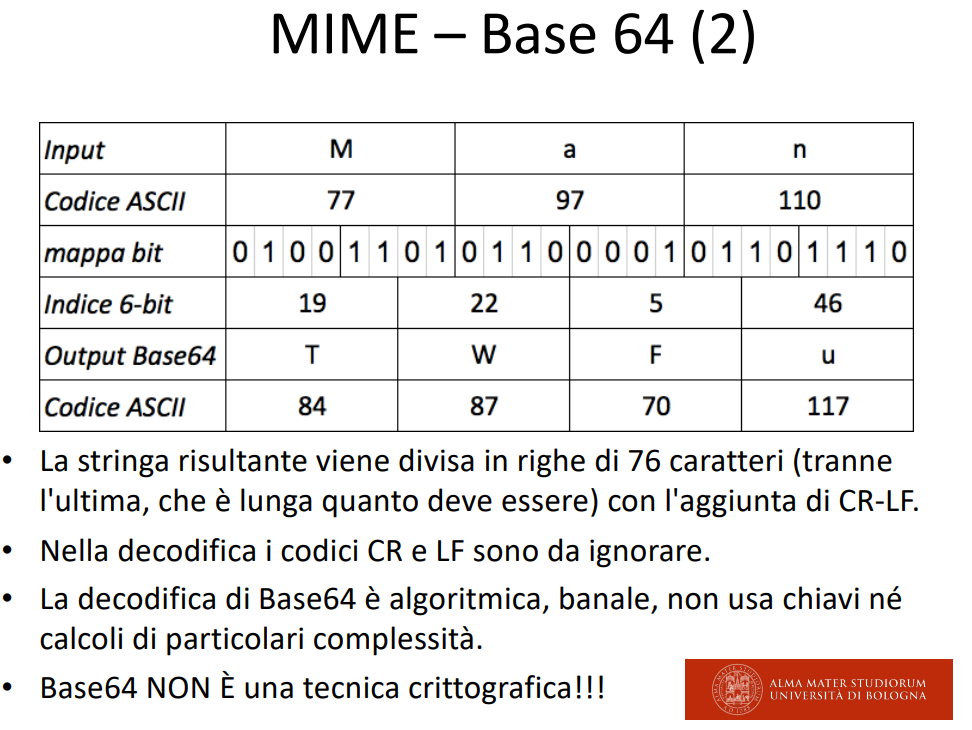 MIME – Base 64 (2)
Input M a n
Codice ASCII 77 97 110
mappa bit 0 1 0 0 1 1 0 1 0 1 1 0 0 0 0 1 0 1 1 0 1 1 1 0
Indice 6-bit 19 22 5 46
Output Base64 T W F u
Codice ASCII 84 87 70 117
• La stringa risultante viene divisa in righe di 76 caratteri (tranne
l'ultima, che è lunga quanto deve essere) con l'aggiunta di CR-LF.
• Nella decodifica i codici CR e LF sono da ignorare.
• La decodifica di Base64 è algoritmica, banale, non usa chiavi né
calcoli di particolari complessità.
• Base64 NON È una tecnica crittografica!!!
ALMA MATER STUDIORUM
UNIVERSITÀ DI BOLOGNA